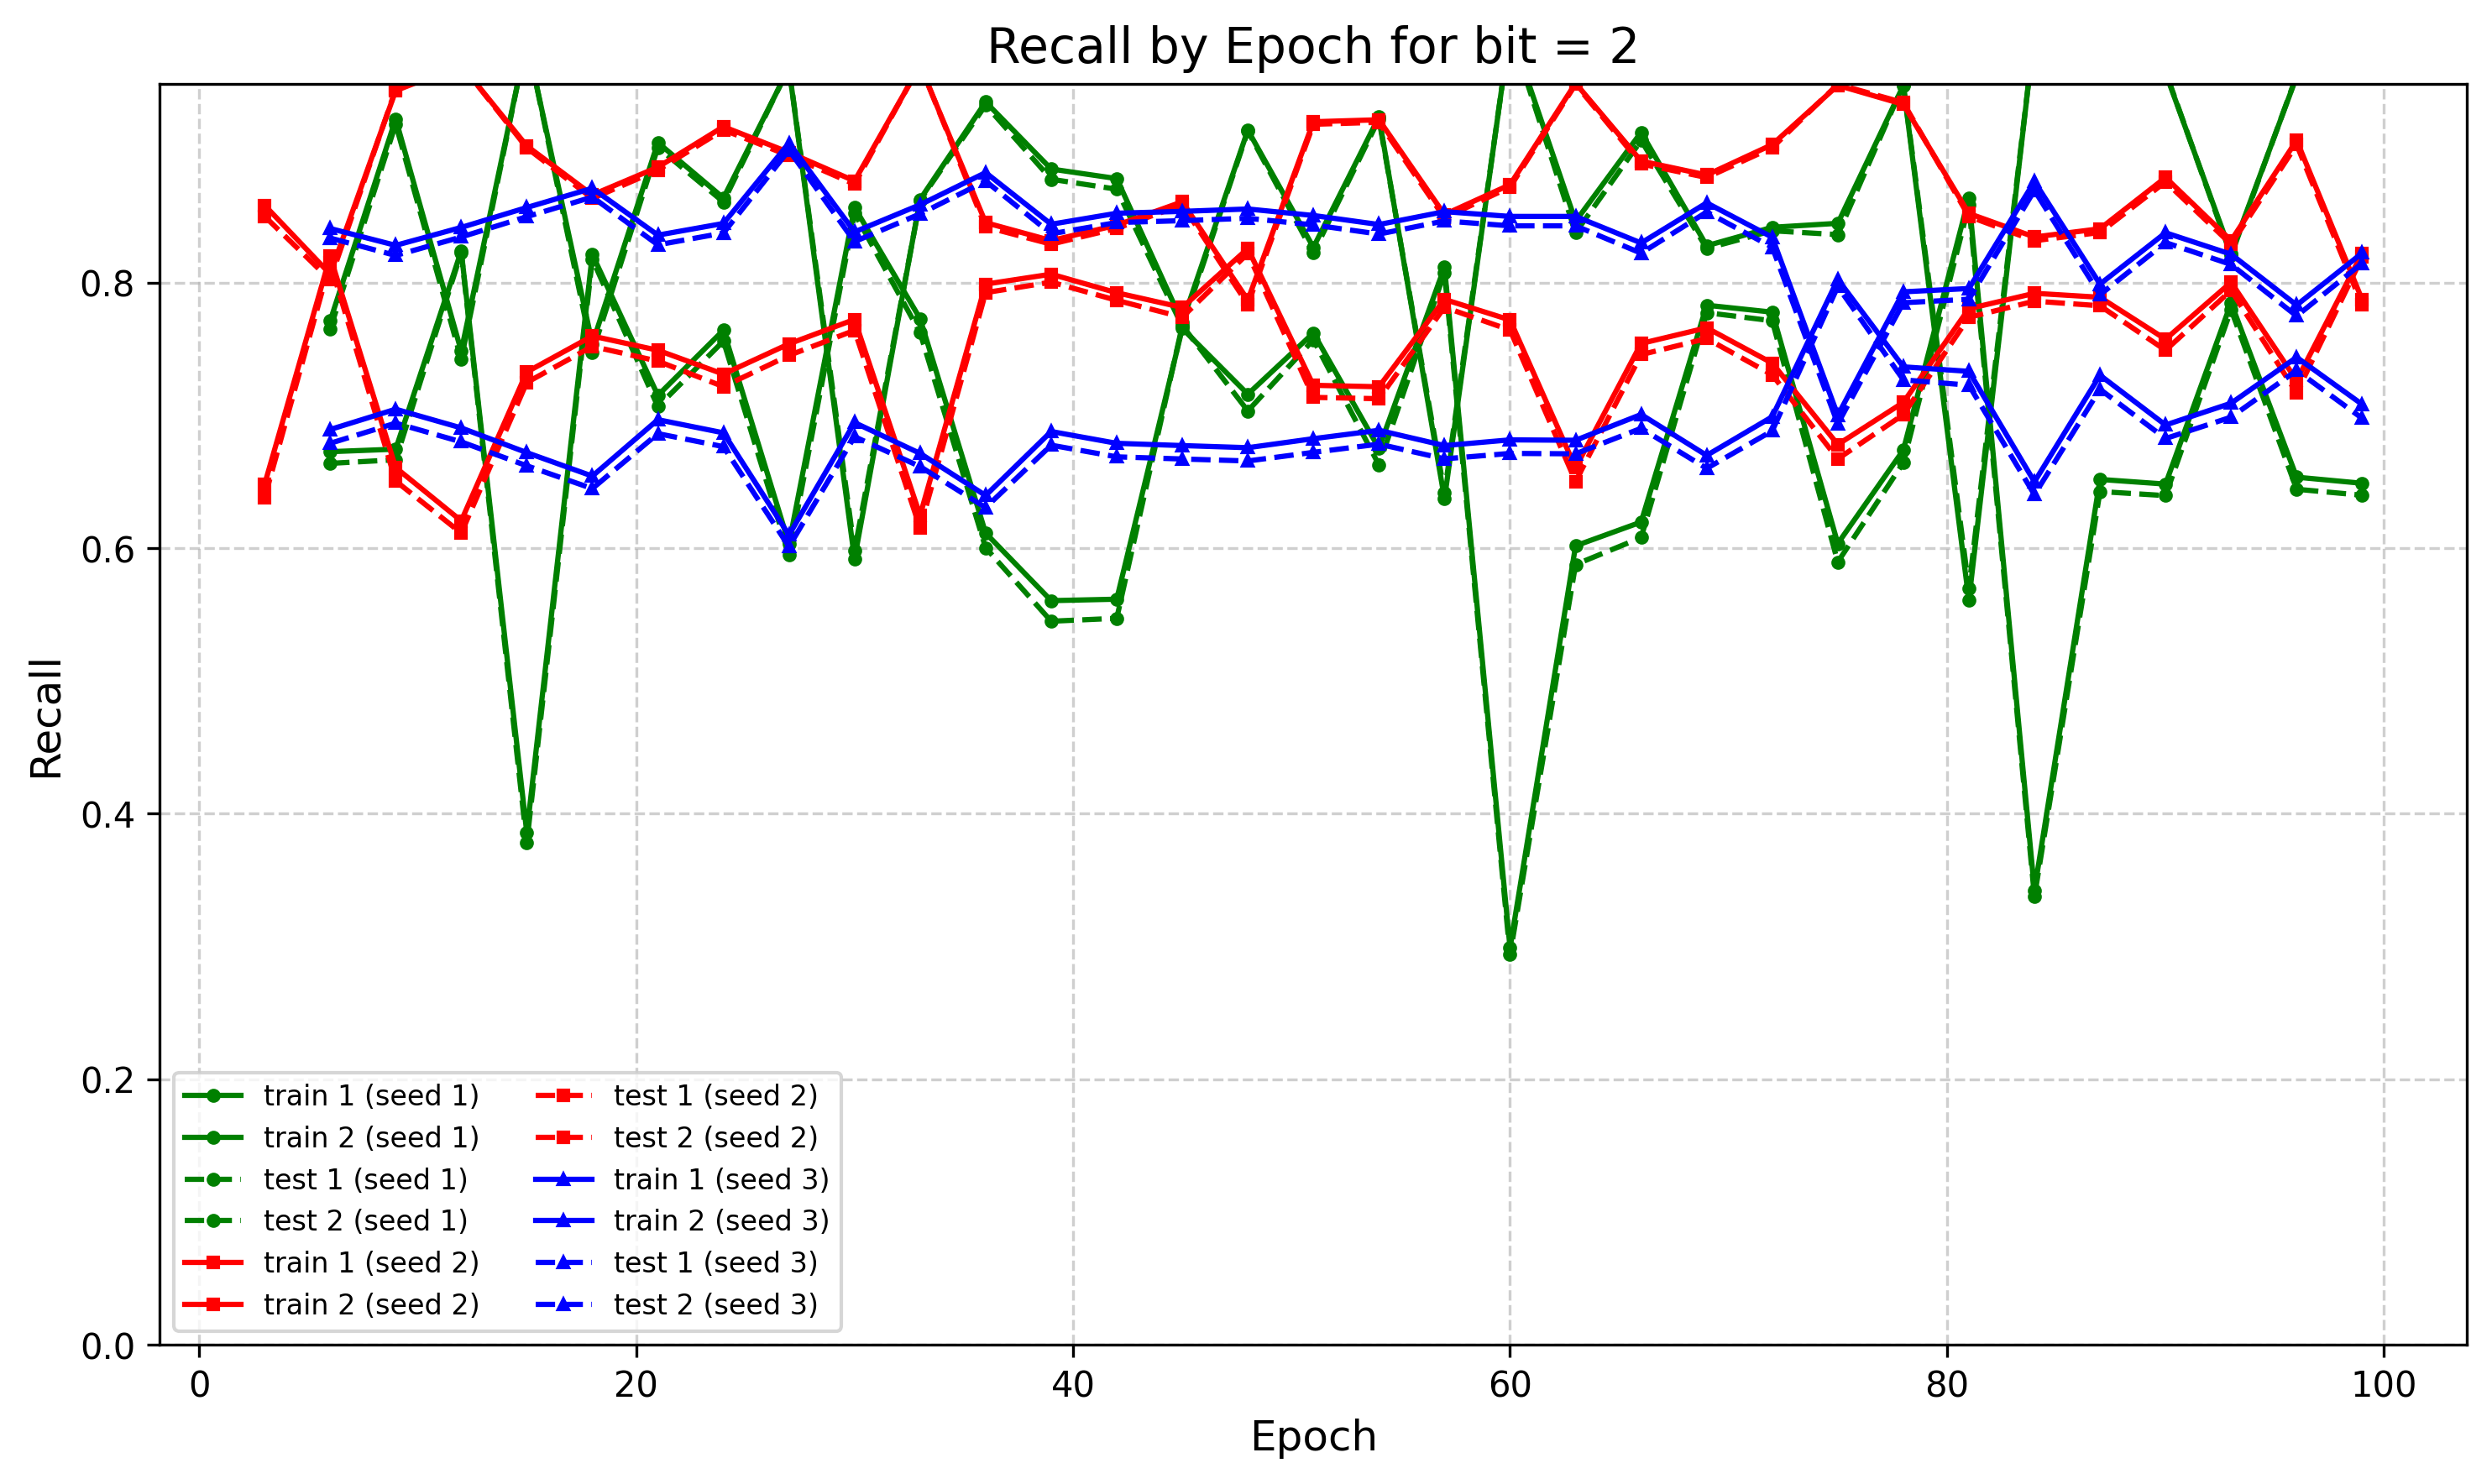 Recall by Epoch for bit = 2
Recall
0.8
0.6
0.4
0.2
0.0
train 1 (seed 1)
train 2 (seed 1)
test 1 (seed 1)
test 2 (seed 1)
train 1 (seed 2)
train 2 (seed 2)
test 1 (seed 2)
test 2 (seed 2)
train 1 (seed 3)
train 2 (seed 3)
test 1 (seed 3)
test 2 (seed 3)
0 20 40 60 80 100
Epoch